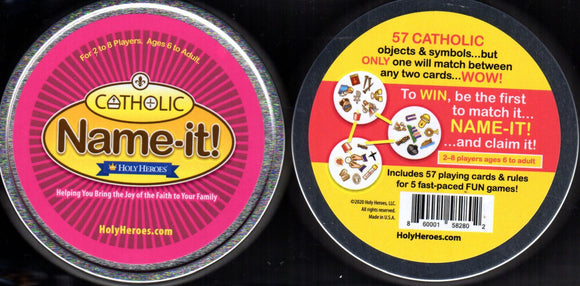 For 2 to 8 Players. Ages 6 to Adult.
CATHOLIC
Name-it!
HOLY HEROES
Helping You Bring the Joy of the Faith to Your Family
HolyHeroes.com
57 CATHOLIC
objects & symbols...but
ONLY one will match between
any two cards...WOW!
To WIN, be the first
to match it...
NAME-IT!
...and claim it!
2–8 players ages 6 to adult
Includes 57 playing cards & rules
for 5 fast-paced FUN games!
©2020 Holy Heroes, LLC.
All rights reserved.
Made in U.S.A.
8 60001 58280 2
HolyHeroes.com